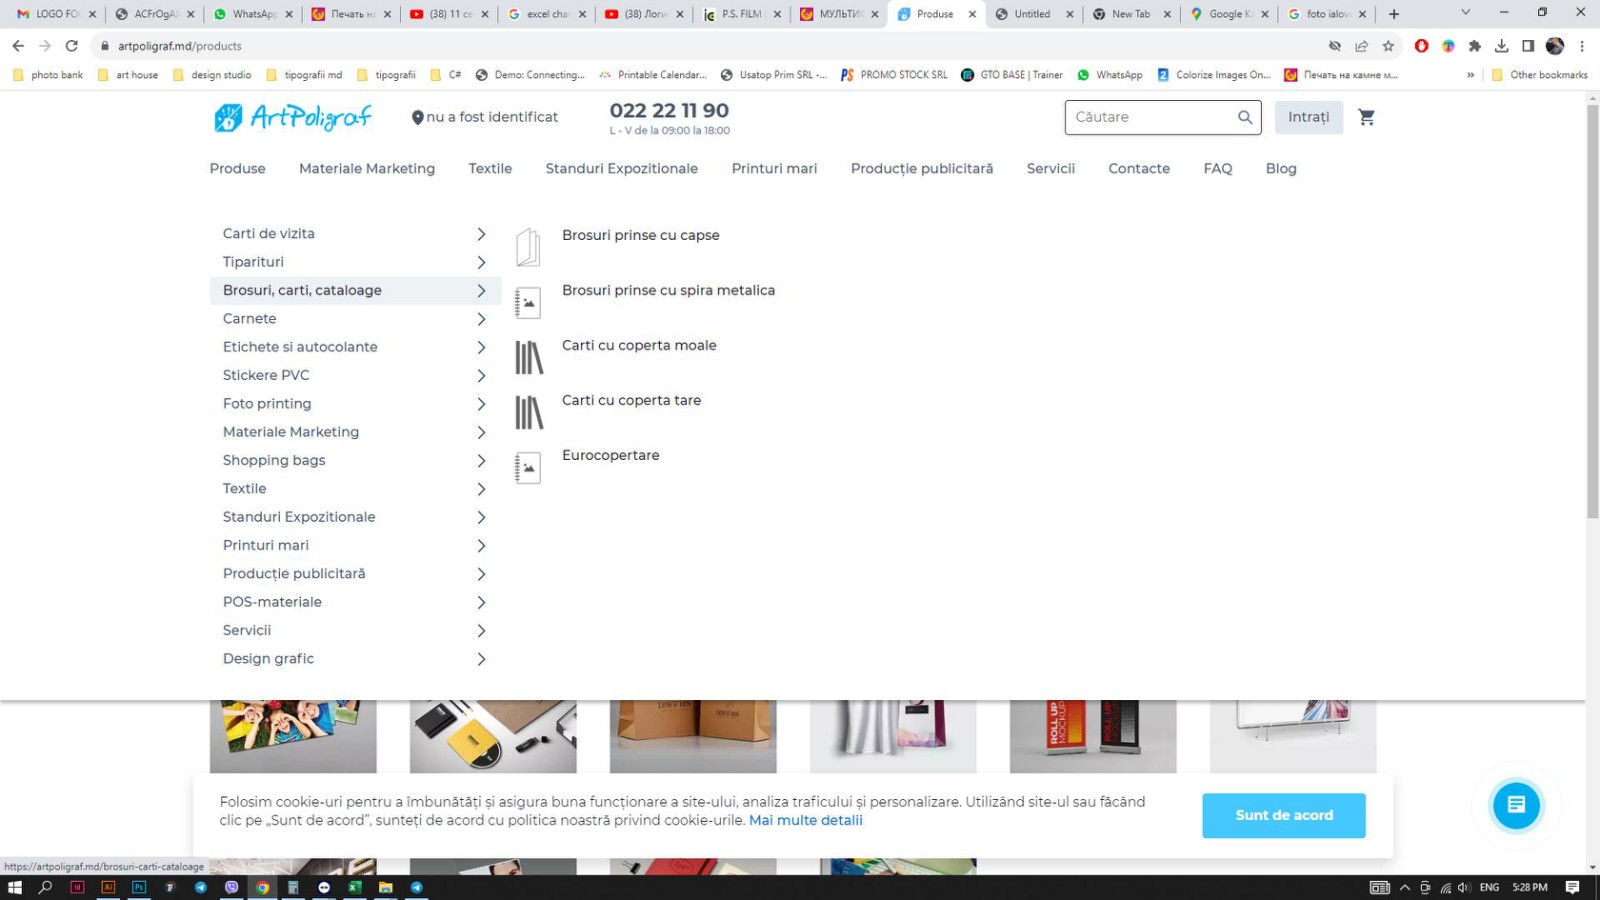 LOGO FO
ACFrOgA
WhatsApp
Печать на
(38) 11 се
excel cha
(38) Логи
P.S. FILM
МУЛЬТИ
Produse
Untitled
New Tab
Google K
foto ialov
artpoligraf.md/products
photo bank
art house
design studio
tipografii md
tipografii
C#
Demo: Connecting...
Printable Calendar...
Usatop Prim SRL -...
PROMO STOCK SRL
GTO BASE | Trainer
WhatsApp
Colorize Images On...
Печать на камне м...
»
Other bookmarks
ArtPoligraf
nu a fost identificat
022 22 11 90
L - V de la 09:00 la 18:00
Căutare
Intrați
Produse
Materiale Marketing
Textile
Standuri Expozitionale
Printuri mari
Producție publicitară
Servicii
Contacte
FAQ
Blog
Carti de vizita
Tiparituri
Brosuri, carti, cataloage
Carnete
Etichete si autocolante
Stickere PVC
Foto printing
Materiale Marketing
Shopping bags
Textile
Standuri Expozitionale
Printuri mari
Producție publicitară
POS-materiale
Servicii
Design grafic
Brosuri prinse cu capse
Brosuri prinse cu spira metalica
Carti cu coperta moale
Carti cu coperta tare
Eurocopertare
ROLL UP
MOCKUP
Folosim cookie-uri pentru a îmbunătăți și asigura buna funcționare a site-ului, analiza traficului și personalizare. Utilizând site-ul sau făcând
clic pe „Sunt de acord”, sunteți de acord cu politica noastră privind cookie-urile. Mai multe detalii
Sunt de acord
https://artpoligraf.md/brosuri-carti-cataloage
ENG
5:28 PM